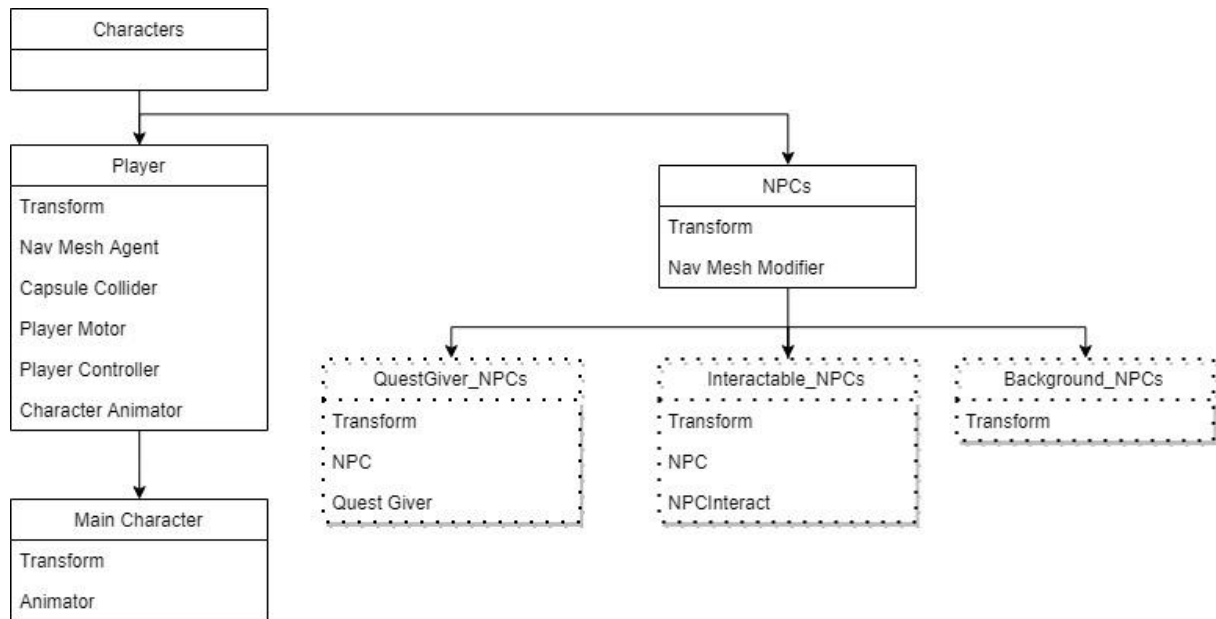 Characters
Player
Transform
Nav Mesh Agent
Capsule Collider
Player Motor
Player Controller
Character Animator
Main Character
Transform
Animator
NPCs
Transform
Nav Mesh Modifier
QuestGiver_NPCs
Transform
NPC
Quest Giver
Interactable_NPCs
Transform
NPC
NPCInteract
Background_NPCs
Transform